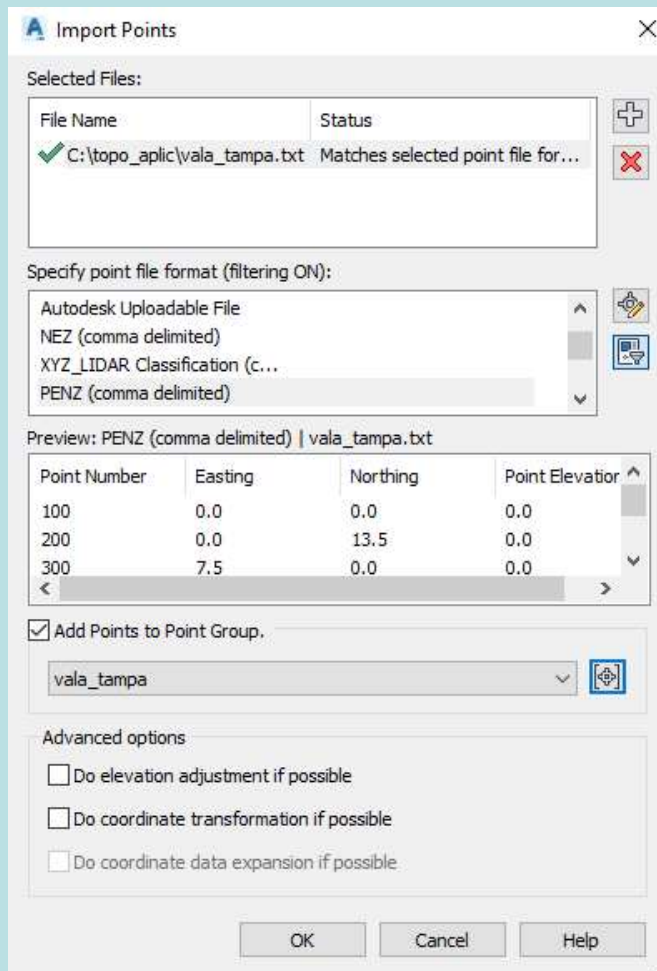 Import Points
Selected Files:
File Name Status
C:\topo_aplic\vala_tampa.txt Matches selected point file for...
Specify point file format (filtering ON):
Autodesk Uploadable File
NEZ (comma delimited)
XYZ_LIDAR Classification (c...
PENZ (comma delimited)
Preview: PENZ (comma delimited) | vala_tampa.txt
Point Number Easting Northing Point Elevation
100 0.0 0.0 0.0
200 0.0 13.5 0.0
300 7.5 0.0 0.0
Add Points to Point Group.
vala_tampa
Advanced options
Do elevation adjustment if possible
Do coordinate transformation if possible
Do coordinate data expansion if possible
OK Cancel Help